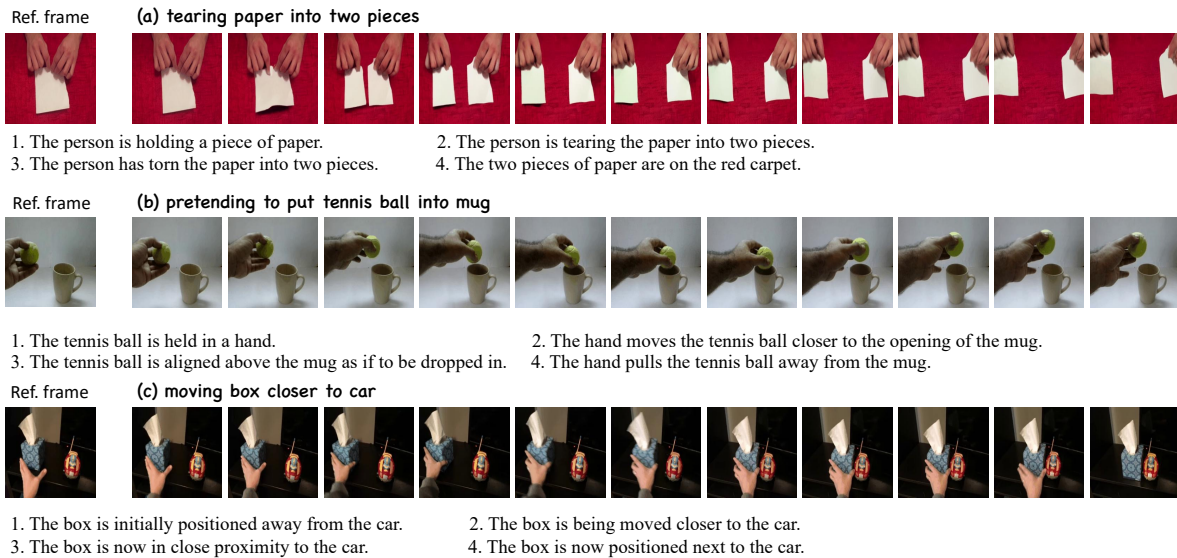 Ref. frame (a) tearing paper into two pieces
1. The person is holding a piece of paper. 2. The person is tearing the paper into two pieces.
3. The person has torn the paper into two pieces. 4. The two pieces of paper are on the red carpet.
Ref. frame (b) pretending to put tennis ball into mug
1. The tennis ball is held in a hand. 2. The hand moves the tennis ball closer to the opening of the mug.
3. The tennis ball is aligned above the mug as if to be dropped in. 4. The hand pulls the tennis ball away from the mug.
Ref. frame (c) moving box closer to car
1. The box is initially positioned away from the car. 2. The box is being moved closer to the car.
3. The box is now in close proximity to the car. 4. The box is now positioned next to the car.